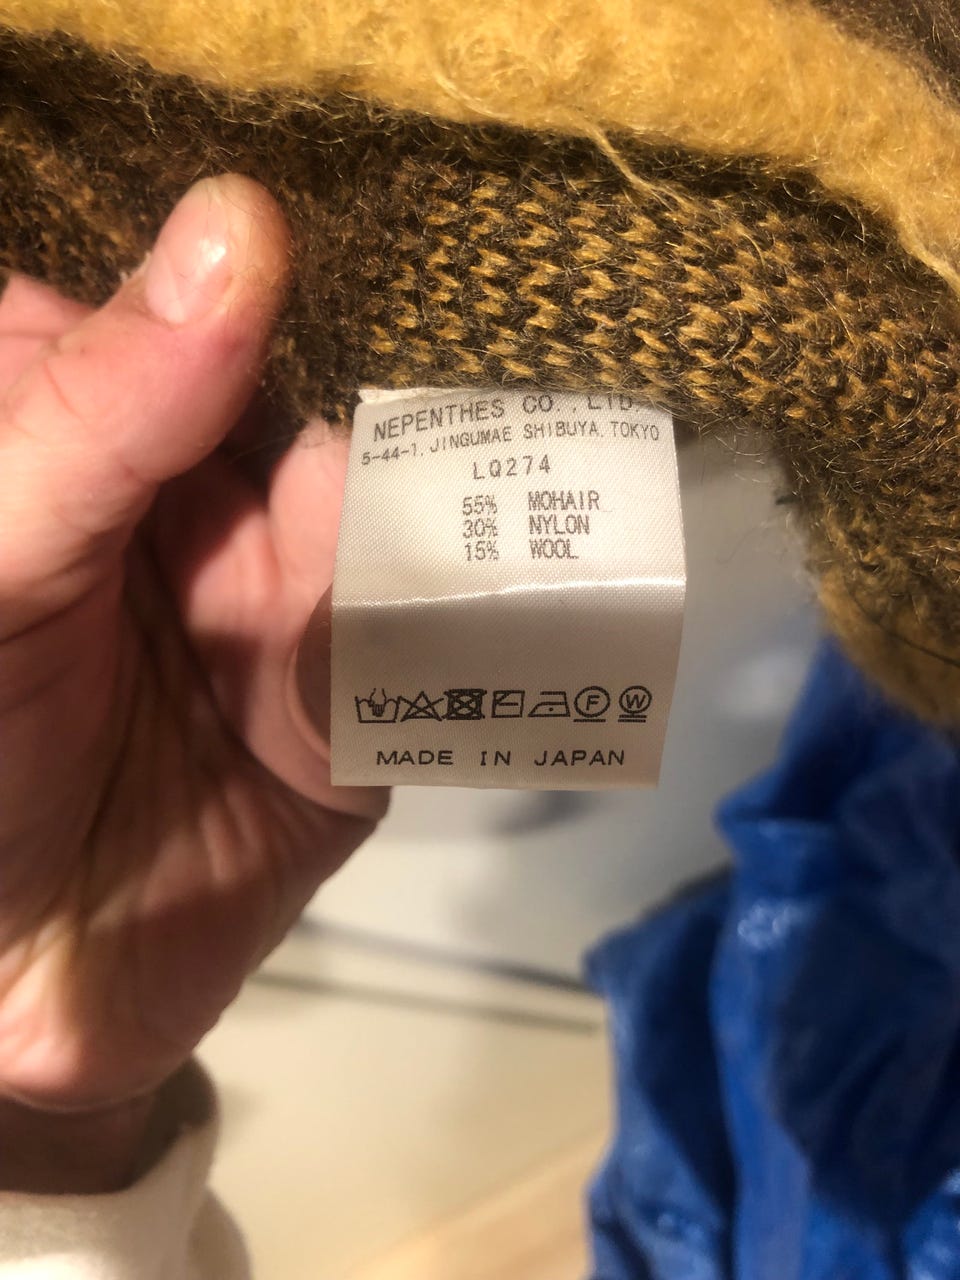 NEPENTHES CO., LTD.
5-44-1, JINGUMAE SHIBUYA, TOKYO
LQ274
55% MOHAIR
30% NYLON
15% WOOL
F W
MADE IN JAPAN